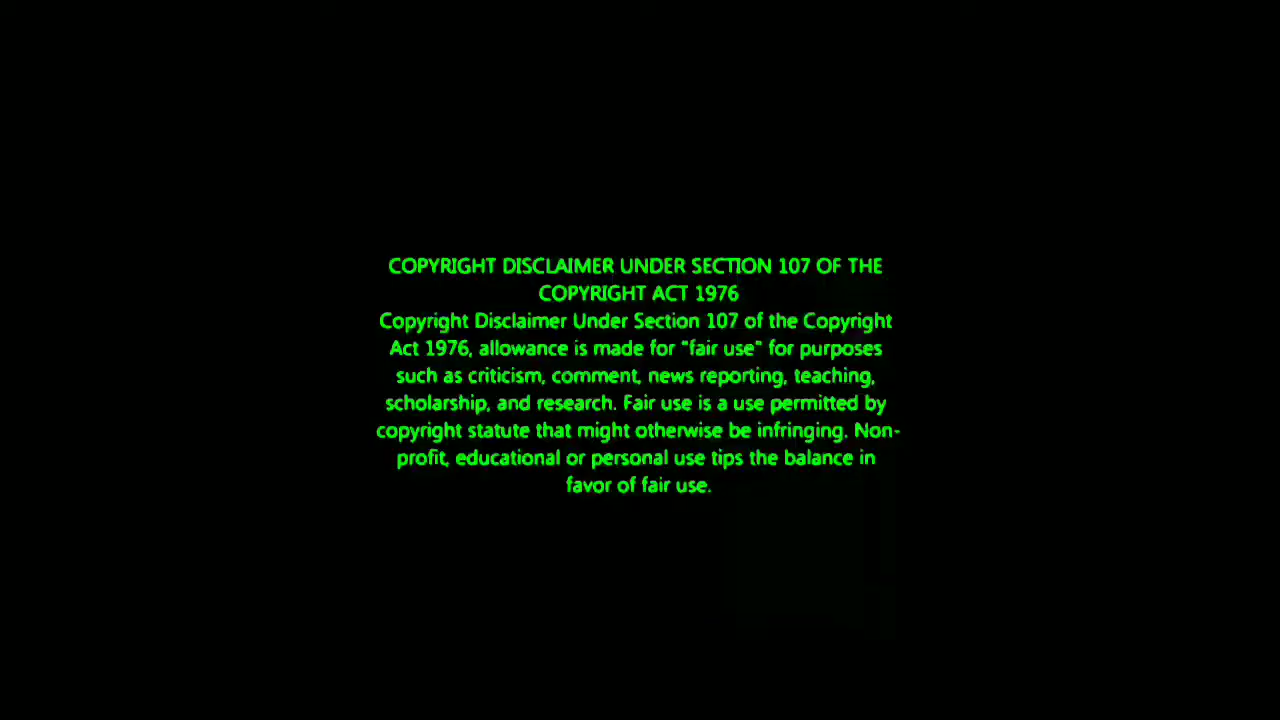 COPYRIGHT DISCLAIMER UNDER SECTION 107 OF THE
COPYRIGHT ACT 1976
Copyright Disclaimer Under Section 107 of the Copyright
Act 1976, allowance is made for "fair use" for purposes
such as criticism, comment, news reporting, teaching,
scholarship, and research. Fair use is a use permitted by
copyright statute that might otherwise be infringing. Non-
profit, educational or personal use tips the balance in
favor of fair use.